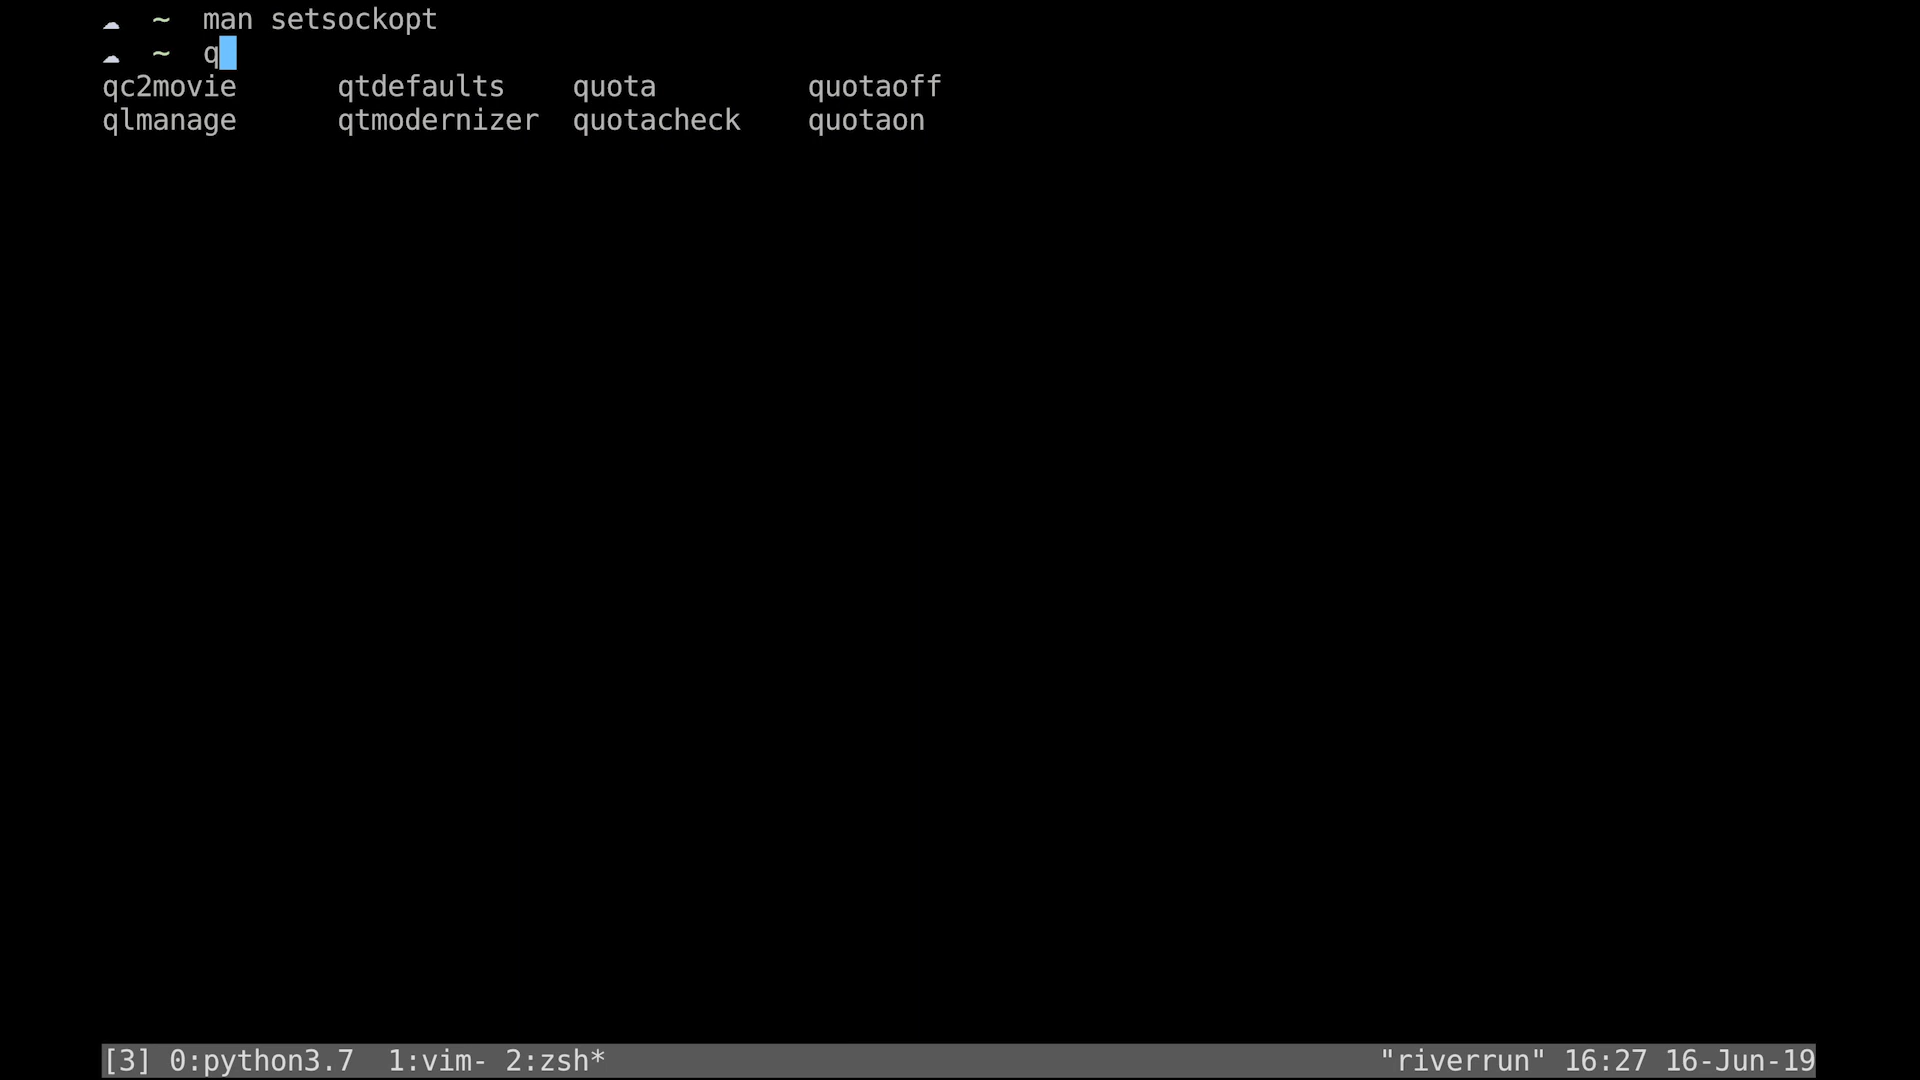 ☁  ~  man setsockopt
☁  ~  q
qc2movie      qtdefaults    quota         quotaoff
qlmanage      qtmodernizer  quotacheck    quotaon
[3] 0:python3.7  1:vim- 2:zsh*    "riverrun" 16:27 16-Jun-19